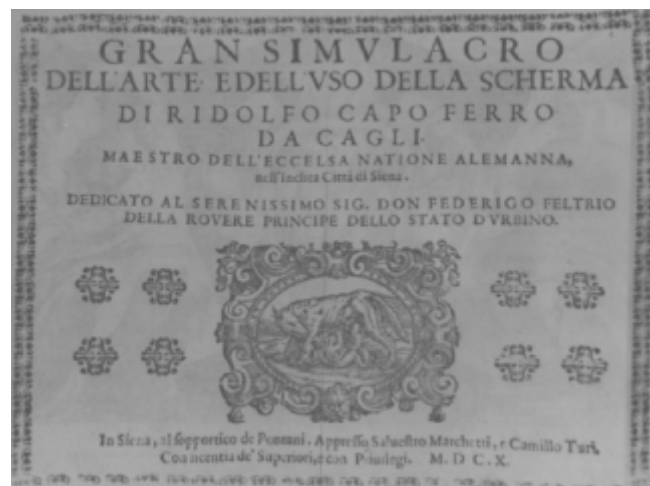 GRAN SIMVLACRO
DELL'ARTE· EDELL'VSO DELLA SCHERMA
DI RIDOLFO CAPO FERRO
DA CAGLI·
MAESTRO DELL'ECCELSA NATIONE ALEMANNA,
nell'Inclita Città di Siena.
DEDICATO AL SERENISSIMO SIG. DON FEDERIGO FELTRIO
DELLA ROVERE PRINCIPE DELLO STATO D'VRBINO.
In Siena, al sopportico de Pontani. Appresso Saluestro Marchetti, e Camillo Turi.
Con licentia de' Superiori, e con Priuilegi. M. D C. X.